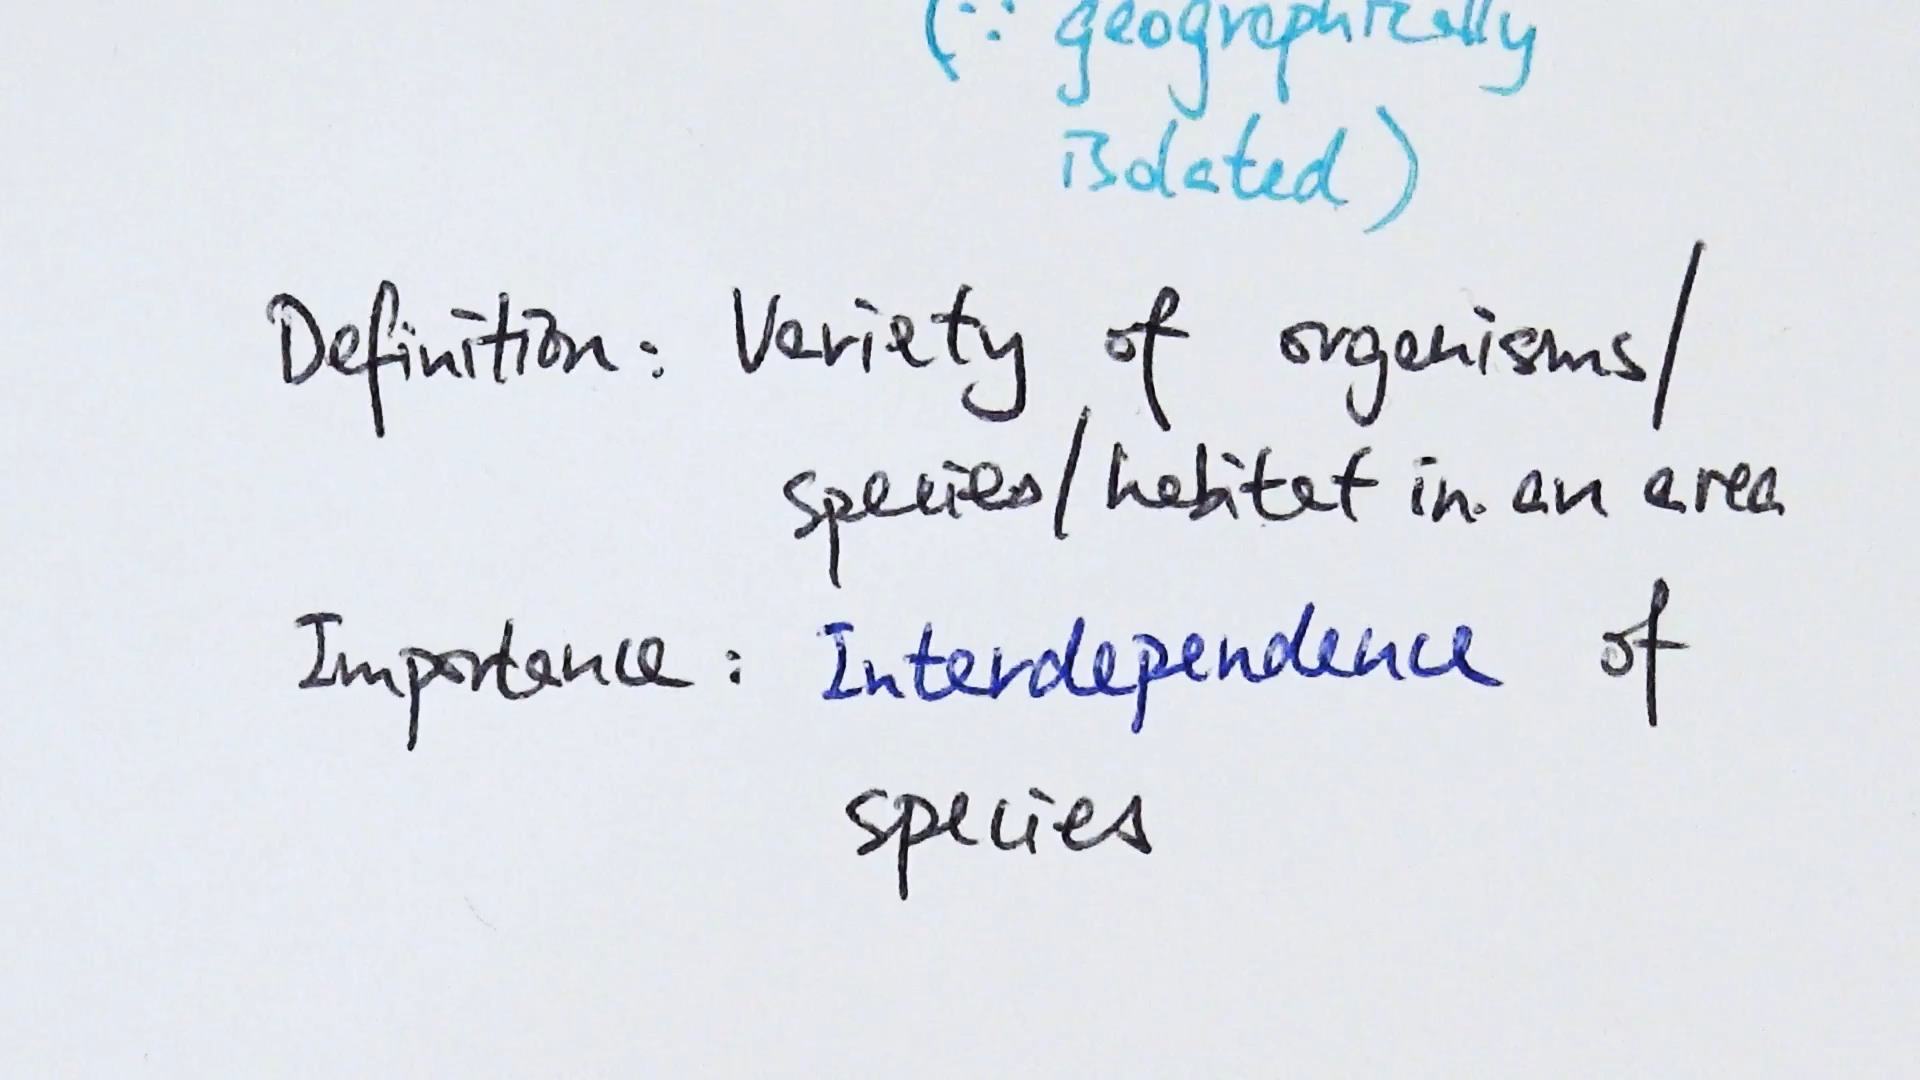 (∵ geographically
isolated)
Definition: Variety of organisms/
species/habitat in an area
Importance: Interdependence of
species